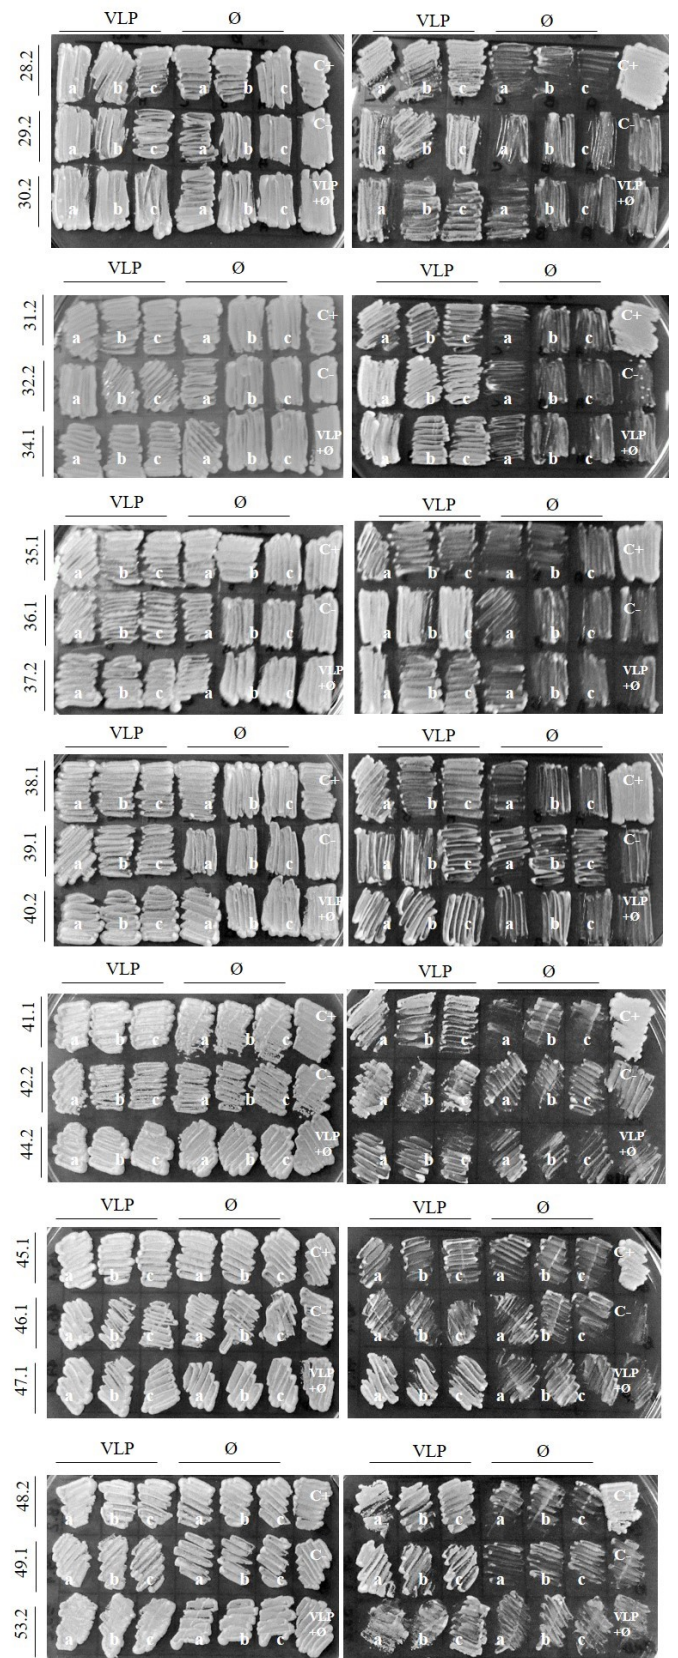 VLP Ø VLP Ø
28.2 C+ C+
a b c a b c a b c a b c
29.2 C- C-
a b c a b c a b c a b c
30.2 VLP +Ø VLP +Ø
a b c a b c a b c a b c
VLP Ø VLP Ø
31.2 C+ C+
a b c a b c a b c a b c
32.2 C- C-
a b c a b c a b c a b c
34.1 VLP +Ø VLP +Ø
a b c a b c a b c a b c
VLP Ø VLP Ø
35.1 C+ C+
a b c a b c a b c a b c
36.1 C- C-
a b c a b c a b c a b c
37.2 VLP +Ø VLP +Ø
a b c a b c a b c a b c
VLP Ø VLP Ø
38.1 C+ C+
a b c a b c a b c a b c
39.1 C- C-
a b c a b c a b c a b c
40.2 VLP +Ø VLP +Ø
a b c a b c a b c a b c
VLP Ø VLP Ø
41.1 C+ C+
a b c a b c a b c a b c
42.2 C- C-
a b c a b c a b c a b c
44.2 VLP +Ø VLP +Ø
a b c a b c a b c a b c
VLP Ø VLP Ø
45.1 C+ C+
a b c a b c a b c a b c
46.1 C- C-
a b c a b c a b c a b c
47.1 VLP +Ø VLP +Ø
a b c a b c a b c a b c
VLP Ø VLP Ø
48.2 C+ C+
a b c a b c a b c a b c
49.1 C- C-
a b c a b c a b c a b c
53.2 VLP +Ø VLP +Ø
a b c a b c a b c a b c